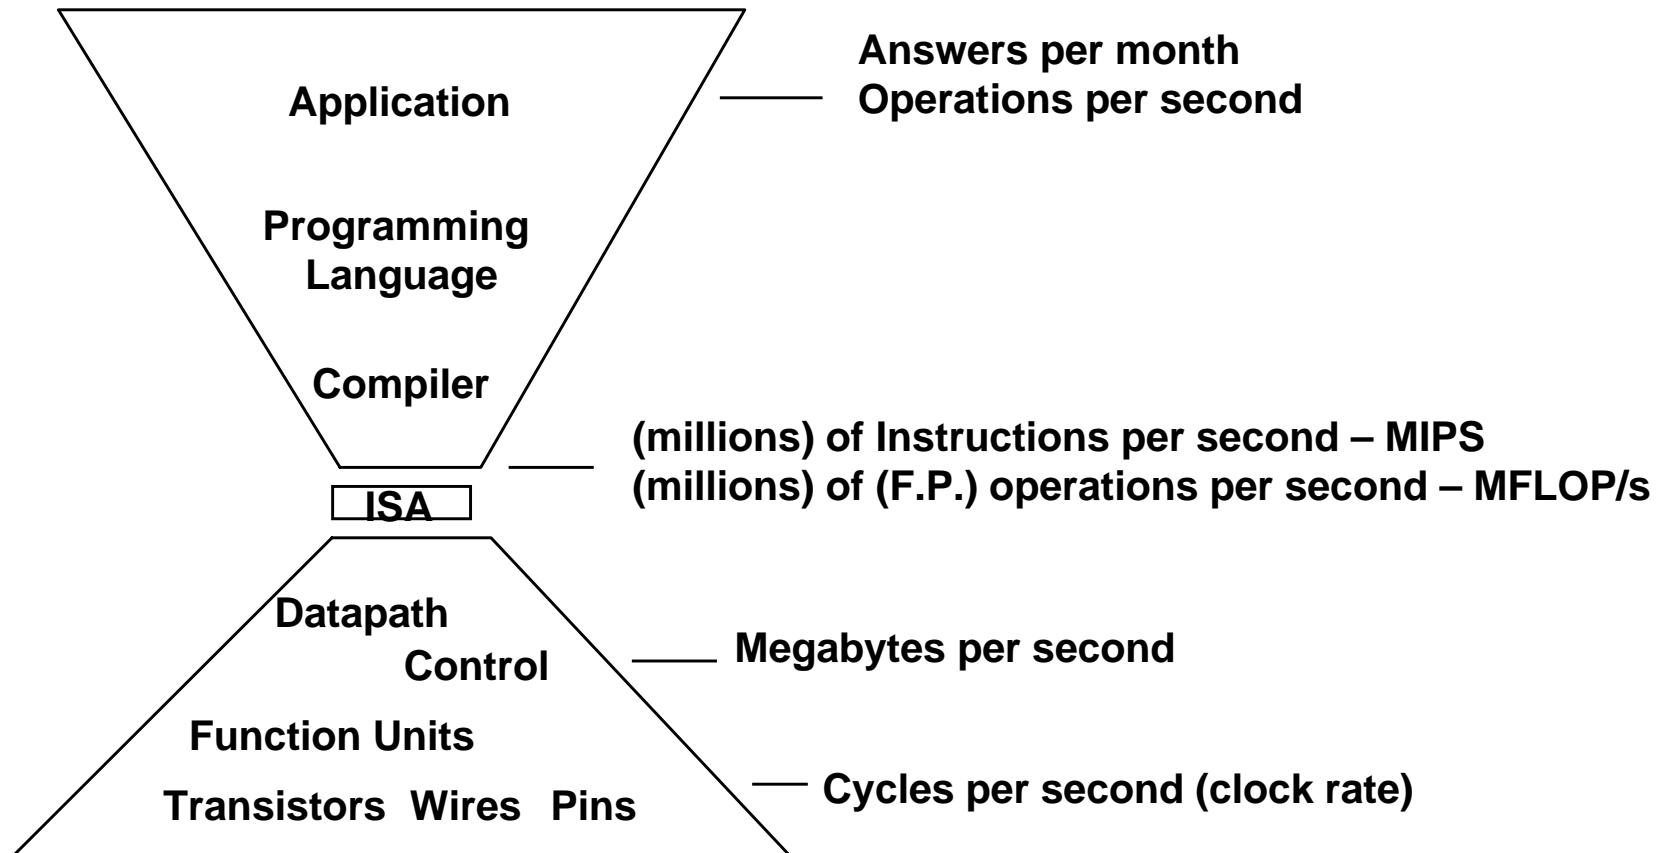 Answers per month
Application
Operations per second
Programming
Language
Compiler
(millions) of Instructions per second – MIPS
(millions) of (F.P.) operations per second – MFLOP/s
ISA
Datapath
Control
Megabytes per second
Function Units
Transistors Wires Pins
Cycles per second (clock rate)